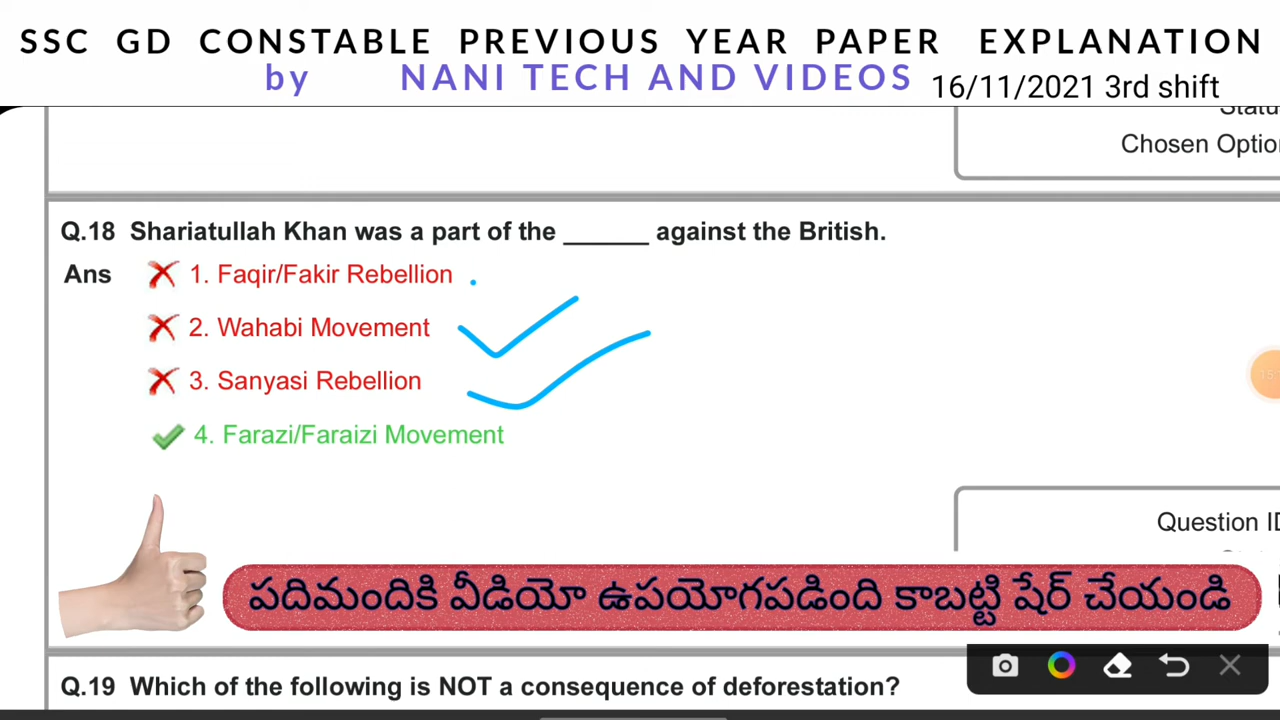 SSC GD CONSTABLE PREVIOUS YEAR PAPER EXPLANATION
by NANI TECH AND VIDEOS 16/11/2021 3rd shift
Chosen Optio
Q.18 Shariatullah Khan was a part of the ______ against the British.
Ans 1. Faqir/Fakir Rebellion
2. Wahabi Movement
3. Sanyasi Rebellion
4. Farazi/Faraizi Movement
Question ID
పదిమందికి వీడియో ఉపయోగపడింది కాబట్టి షేర్ చేయండి
Q.19 Which of the following is NOT a consequence of deforestation?